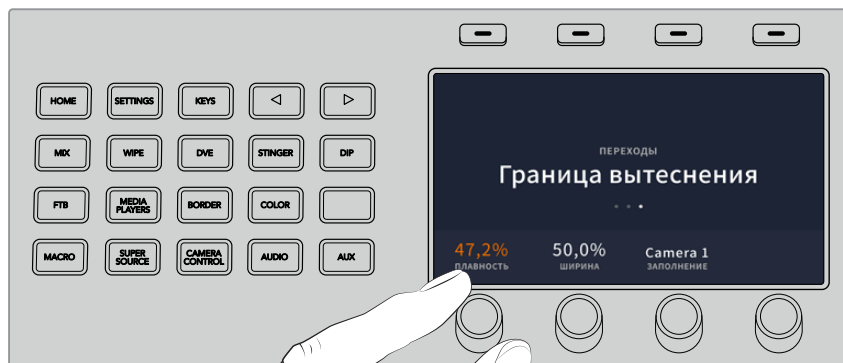 HOME SETTINGS KEYS
MIX WIPE DVE STINGER DIP
FTB MEDIA PLAYERS BORDER COLOR
MACRO SUPER SOURCE CAMERA CONTROL AUDIO AUX
ПЕРЕХОДЫ
Граница вытеснения
47,2% 50,0% Camera 1
ПЛАВНОСТЬ ШИРИНА ЗАПОЛНЕНИЕ